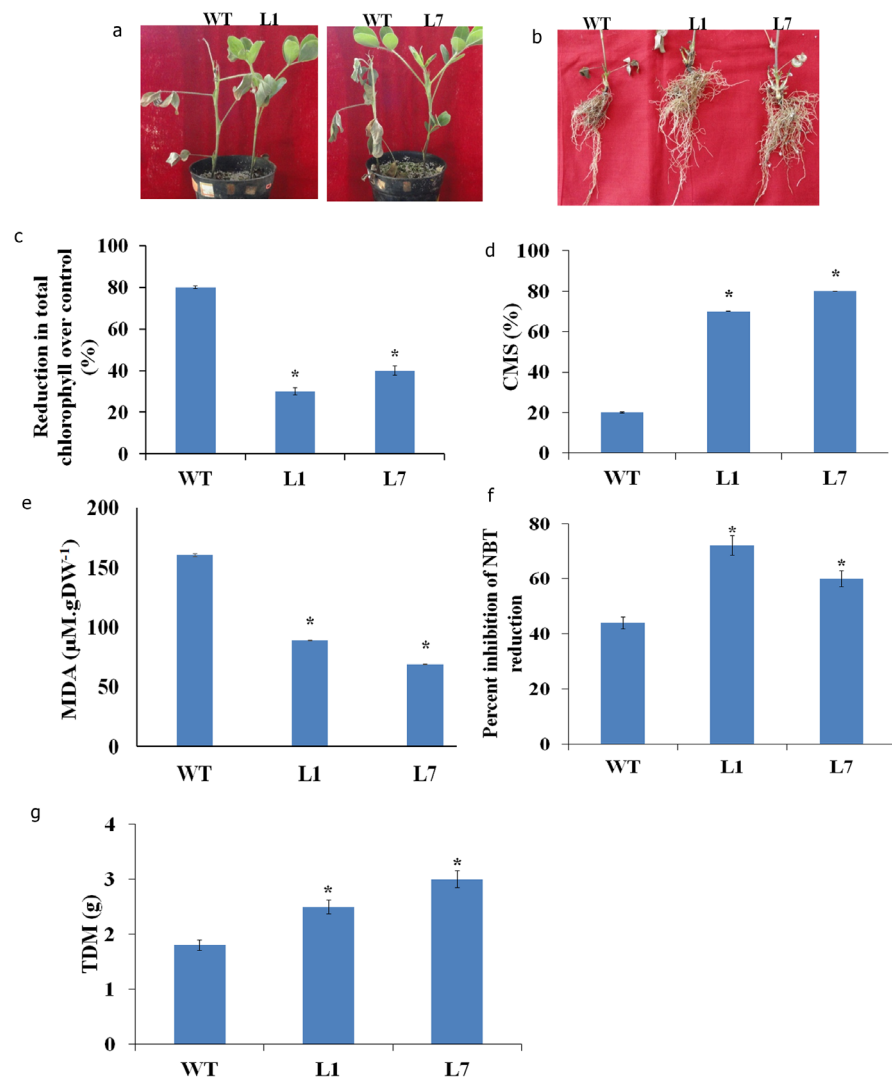 a
WT L1
WT L7
b
WT L1 L7
c
Reduction in total
chlorophyll over control
(%)
100
80
60
40
20
0
*
*
WT L1 L7
d
CMS (%)
100
80
60
40
20
0
*
*
WT L1 L7
e
MDA (µM.gDW⁻¹)
200
150
100
50
0
*
*
WT L1 L7
f
Percent inhibition of NBT
reduction
80
60
40
20
0
*
*
WT L1 L7
g
TDM (g)
4
3
2
1
0
*
*
WT L1 L7